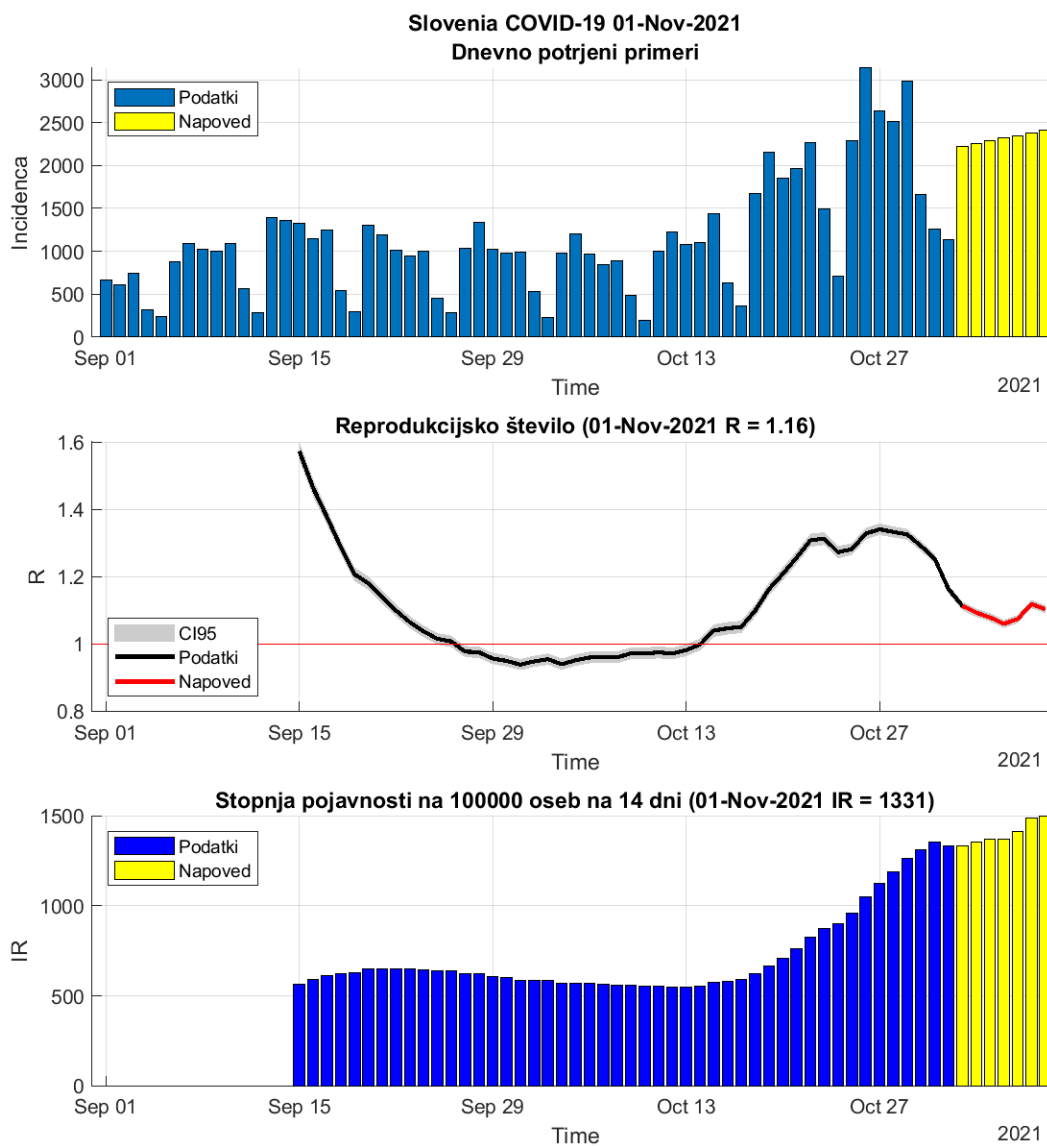 Slovenia COVID-19 01-Nov-2021
Dnevno potrjeni primeri
3000
2500
2000
1500
1000
500
0
Incidenca
Podatki
Napoved
Sep 01
Sep 15
Sep 29
Oct 13
Oct 27
Time
2021
Reprodukcijsko število (01-Nov-2021 R = 1.16)
1.6
1.4
1.2
1
0.8
R
CI95
Podatki
Napoved
Sep 01
Sep 15
Sep 29
Oct 13
Oct 27
Time
2021
Stopnja pojavnosti na 100000 oseb na 14 dni (01-Nov-2021 IR = 1331)
1500
1000
500
0
IR
Podatki
Napoved
Sep 01
Sep 15
Sep 29
Oct 13
Oct 27
Time
2021